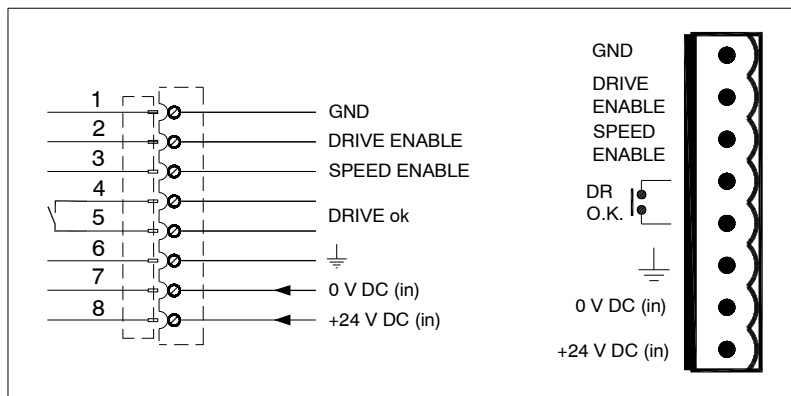 1
GND
2
DRIVE ENABLE
3
SPEED ENABLE
4
DRIVE ok
5
6
7
0 V DC (in)
8
+24 V DC (in)
GND
DRIVE
ENABLE
SPEED
ENABLE
DR
O.K.
0 V DC (in)
+24 V DC (in)